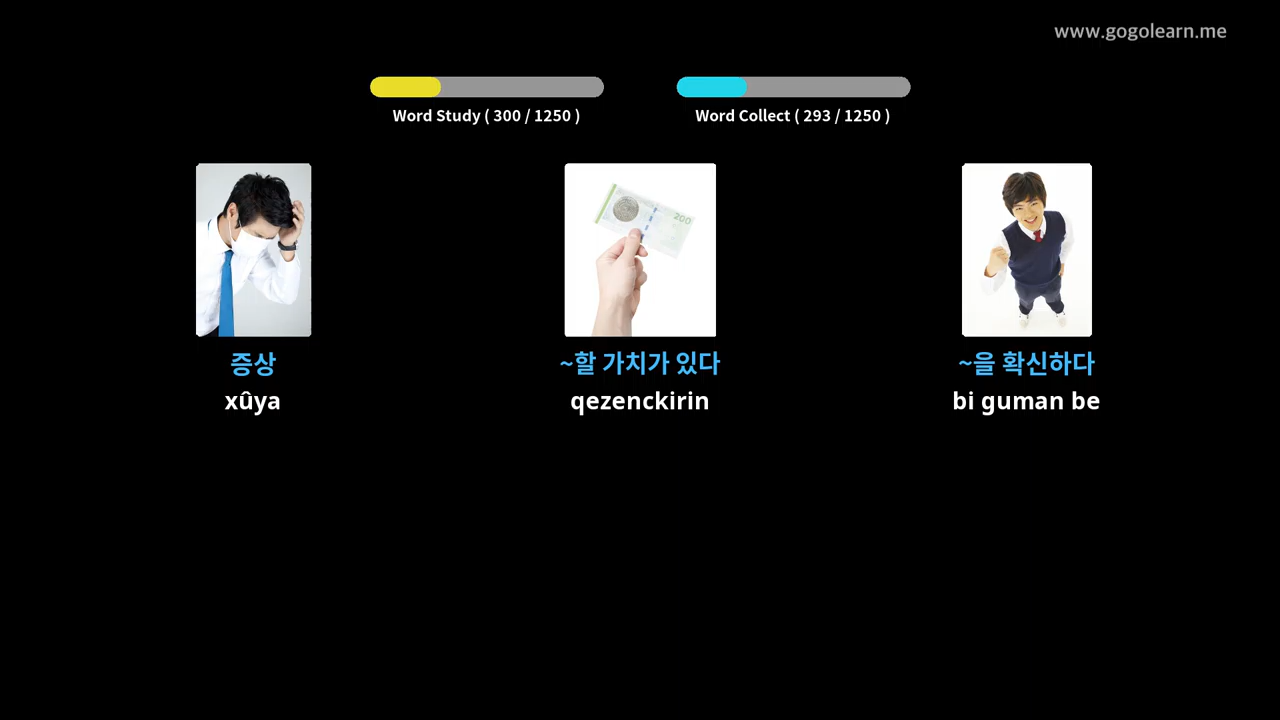 www.gogolearn.me
Word Study ( 300 / 1250 )
Word Collect ( 293 / 1250 )
200
증상
~할 가치가 있다
~을 확신하다
xûya
qezenckirin
bi guman be